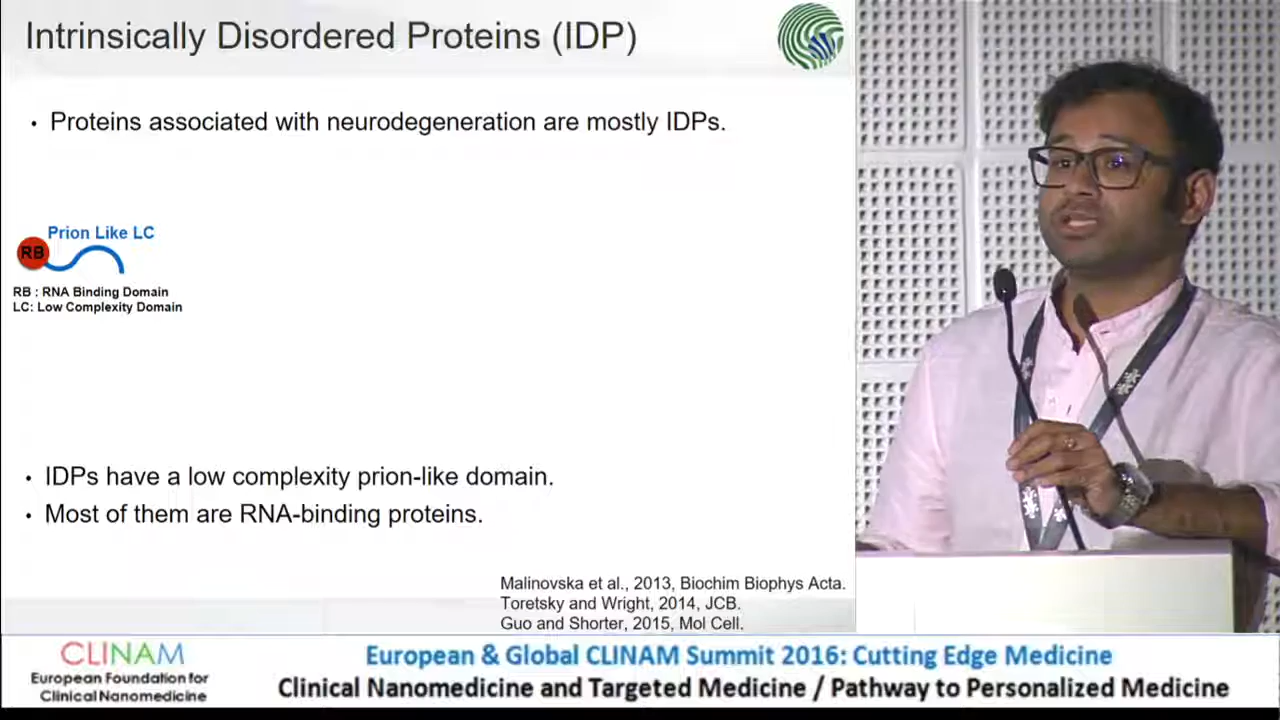 Intrinsically Disordered Proteins (IDP)
• Proteins associated with neurodegeneration are mostly IDPs.
Prion Like LC
RB
RB : RNA Binding Domain
LC: Low Complexity Domain
• IDPs have a low complexity prion-like domain.
• Most of them are RNA-binding proteins.
Malinovska et al., 2013, Biochim Biophys Acta.
Toretsky and Wright, 2014, JCB.
Guo and Shorter, 2015, Mol Cell.
CLINAM
European Foundation for
Clinical Nanomedicine
European & Global CLINAM Summit 2016: Cutting Edge Medicine
Clinical Nanomedicine and Targeted Medicine / Pathway to Personalized Medicine